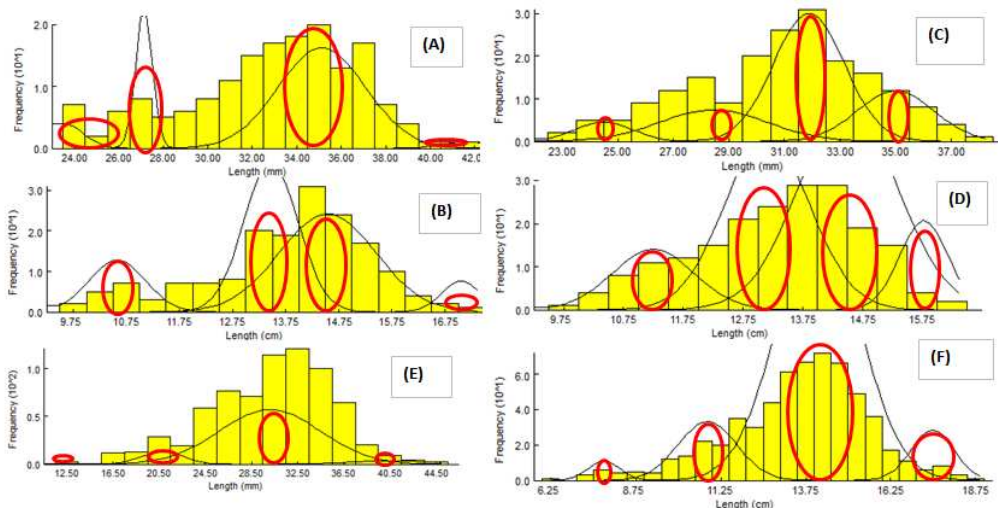 (A)
Frequency (10^1)
2.0
1.0
0.0
24.00 26.00 28.00 30.00 32.00 34.00 36.00 38.00 40.00 42.0
Length (mm)
(C)
Frequency (10^1)
3.0
2.0
1.0
0.0
23.00 25.00 27.00 29.00 31.00 33.00 35.00 37.00
Length (mm)
(B)
Frequency (10^1)
3.0
2.0
1.0
0.0
9.75 10.75 11.75 12.75 13.75 14.75 15.75 16.75
Length (cm)
(D)
Frequency (10^1)
3.0
2.0
1.0
0.0
9.75 10.75 11.75 12.75 13.75 14.75 15.75
Length (cm)
(E)
Frequency (10^2)
1.0
0.5
0.0
12.50 16.50 20.50 24.50 28.50 32.50 36.50 40.50 44.50
Length (mm)
(F)
Frequency (10^1)
6.0
4.0
2.0
0.0
6.25 8.75 11.25 13.75 16.25 18.75
Length (cm)